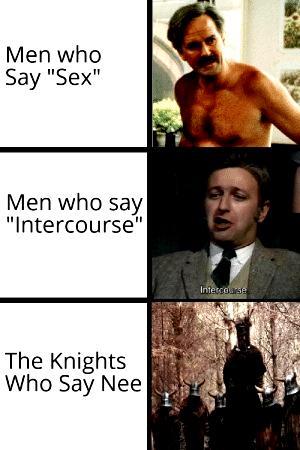 Men who
Say "Sex"
Men who say
"Intercourse"
Intercourse
The Knights
Who Say Nee